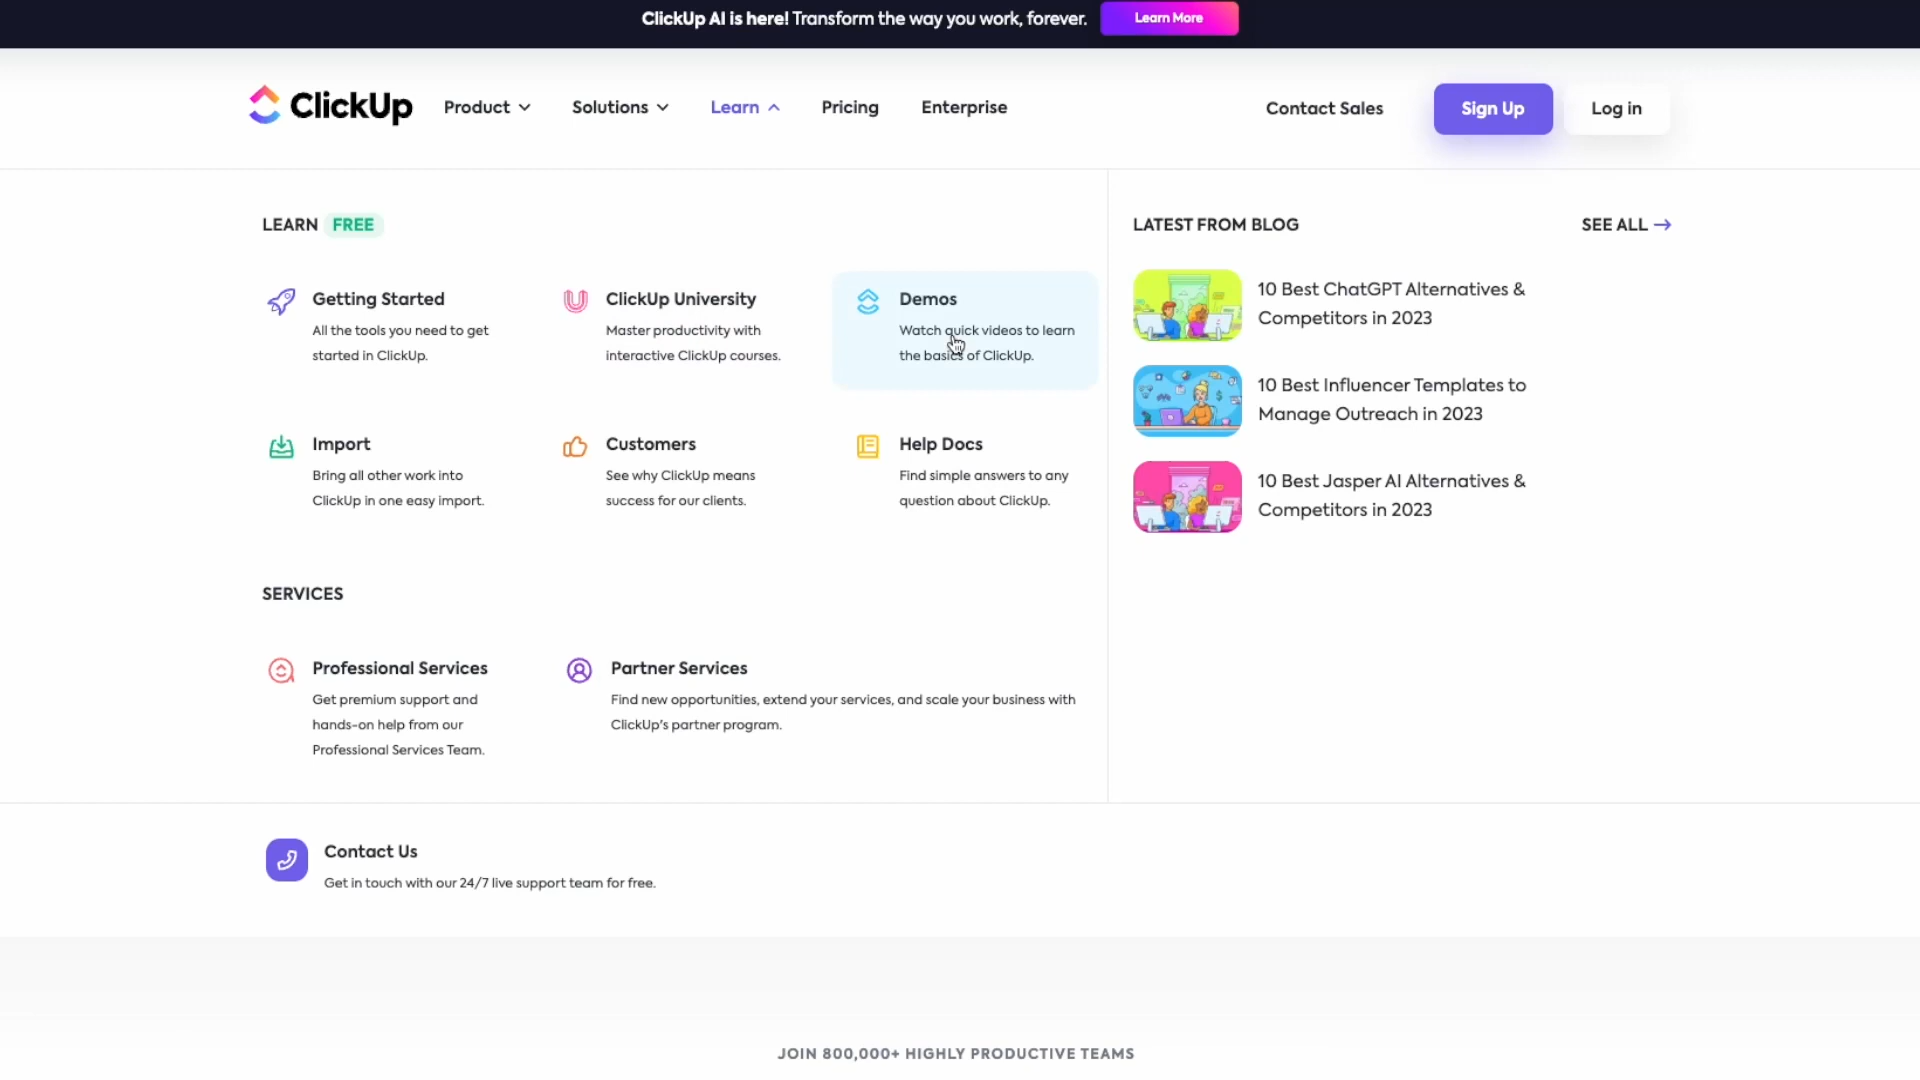 ClickUp AI is here! Transform the way you work, forever. Learn More
ClickUp Product Solutions Learn Pricing Enterprise Contact Sales Sign Up Log in
LEARN FREE
Getting Started
All the tools you need to get
started in ClickUp.
ClickUp University
Master productivity with
interactive ClickUp courses.
Demos
Watch quick videos to learn
the basics of ClickUp.
Import
Bring all other work into
ClickUp in one easy import.
Customers
See why ClickUp means
success for our clients.
Help Docs
Find simple answers to any
question about ClickUp.
SERVICES
Professional Services
Get premium support and
hands-on help from our
Professional Services Team.
Partner Services
Find new opportunities, extend your services, and scale your business with
ClickUp's partner program.
LATEST FROM BLOG SEE ALL →
10 Best ChatGPT Alternatives &
Competitors in 2023
10 Best Influencer Templates to
Manage Outreach in 2023
10 Best Jasper AI Alternatives &
Competitors in 2023
Contact Us
Get in touch with our 24/7 live support team for free.
JOIN 800,000+ HIGHLY PRODUCTIVE TEAMS